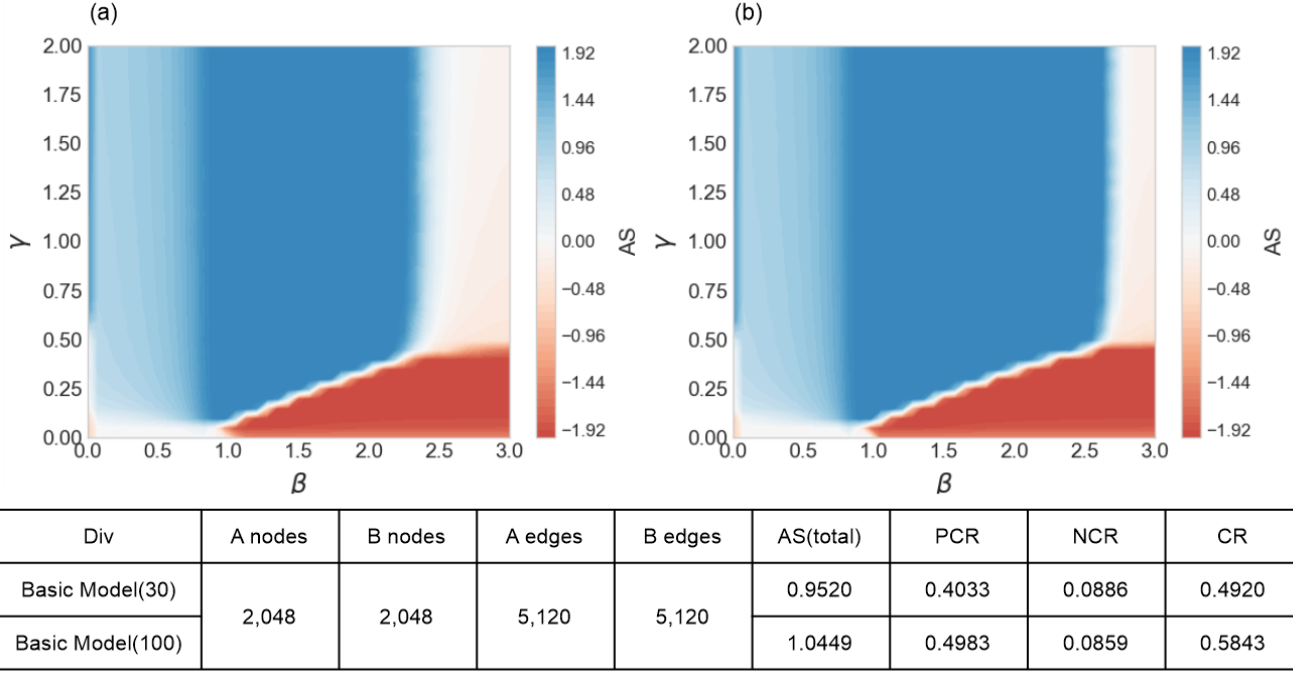 (a)
2.00
1.75
1.50
1.25
1.00
0.75
0.50
0.25
0.00
γ
0.0 0.5 1.0 1.5 2.0 2.5 3.0
β
1.92
1.44
0.96
0.48
0.00
−0.48
−0.96
−1.44
−1.92
AS
(b)
2.00
1.75
1.50
1.25
1.00
0.75
0.50
0.25
0.00
γ
0.0 0.5 1.0 1.5 2.0 2.5 3.0
β
1.92
1.44
0.96
0.48
0.00
−0.48
−0.96
−1.44
−1.92
AS
Div A nodes B nodes A edges B edges AS(total) PCR NCR CR
Basic Model(30) 2,048 2,048 5,120 5,120 0.9520 0.4033 0.0886 0.4920
Basic Model(100) 1.0449 0.4983 0.0859 0.5843